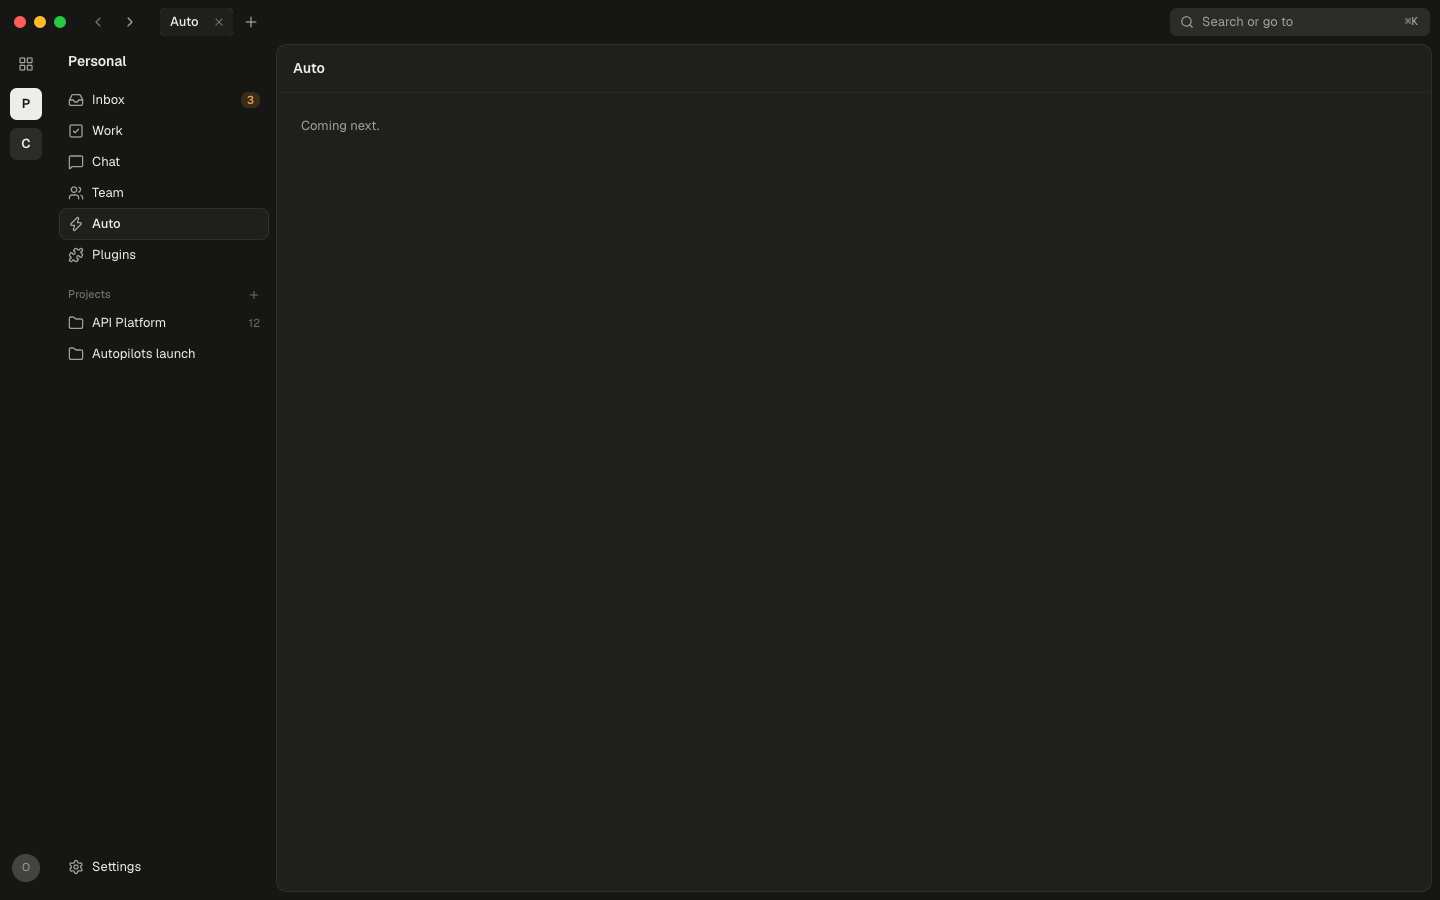 Auto
Search or go to
⌘K
Personal
P
C
Inbox
3
Work
Chat
Team
Auto
Plugins
Projects
API Platform
12
Autopilots launch
O
Settings
Auto
Coming next.